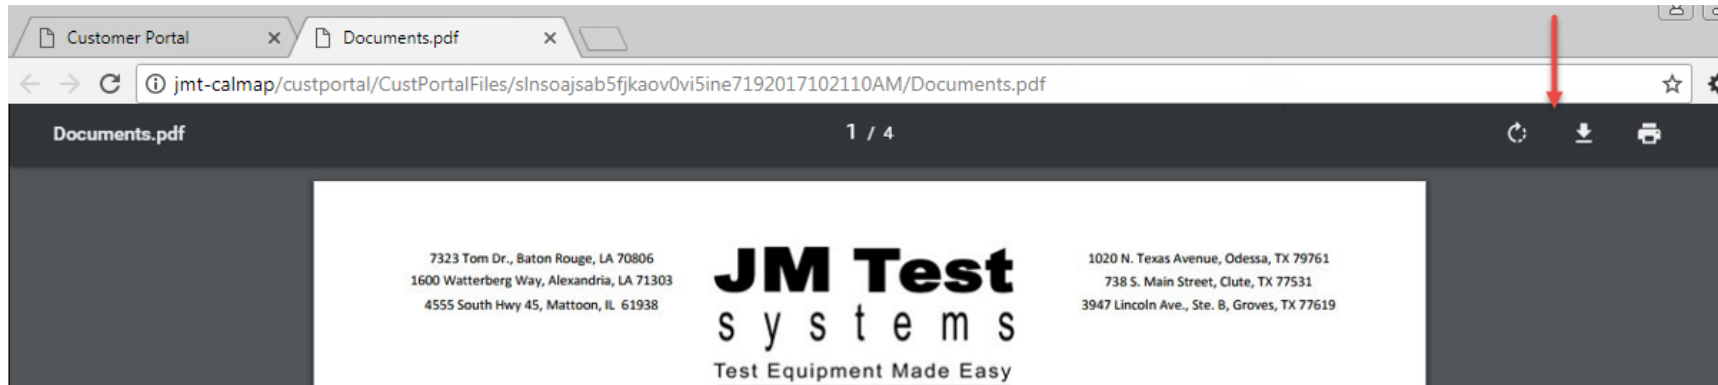 Customer Portal
Documents.pdf
jmt-calmap/custportal/CustPortalFiles/slnsoajsab5fjkaov0vi5ine7192017102110AM/Documents.pdf
Documents.pdf
1 / 4
7323 Tom Dr., Baton Rouge, LA 70806
1600 Watterberg Way, Alexandria, LA 71303
4555 South Hwy 45, Mattoon, IL 61938
JM Test
systems
Test Equipment Made Easy
1020 N. Texas Avenue, Odessa, TX 79761
738 S. Main Street, Clute, TX 77531
3947 Lincoln Ave., Ste. B, Groves, TX 77619